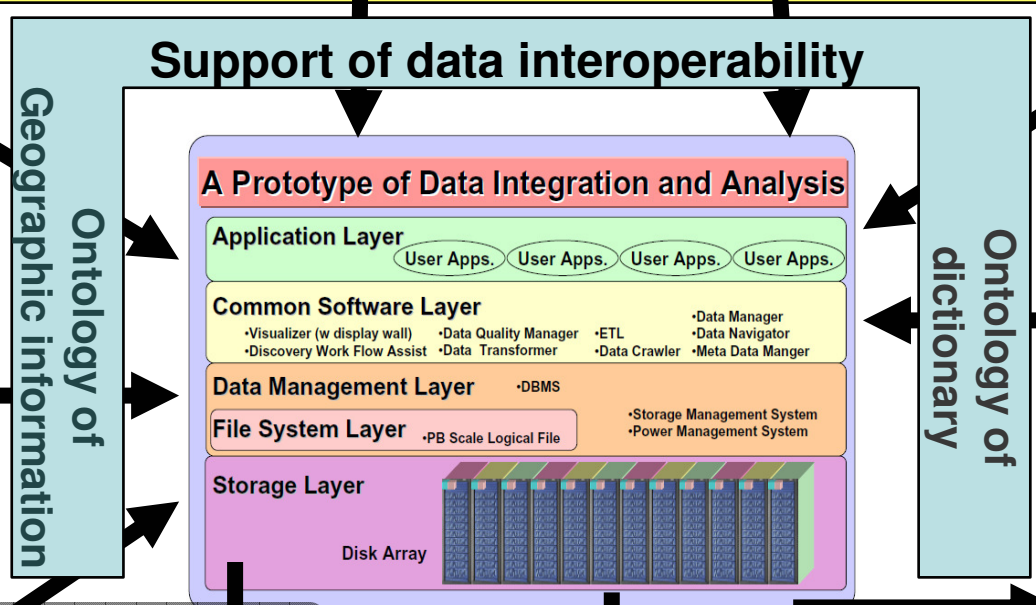 Support of data interoperability
Ontology of
Geographic information
A Prototype of Data Integration and Analysis
Application Layer
User Apps. User Apps. User Apps. User Apps.
Common Software Layer
•Visualizer (w display wall)
•Discovery Work Flow Assist
•Data Quality Manager
•Data Transformer
•ETL
•Data Crawler
•Data Manager
•Data Navigator
•Meta Data Manger
Data Management Layer
•DBMS
File System Layer
•PB Scale Logical File
•Storage Management System
•Power Management System
Storage Layer
Disk Array
Ontology of
dictionary